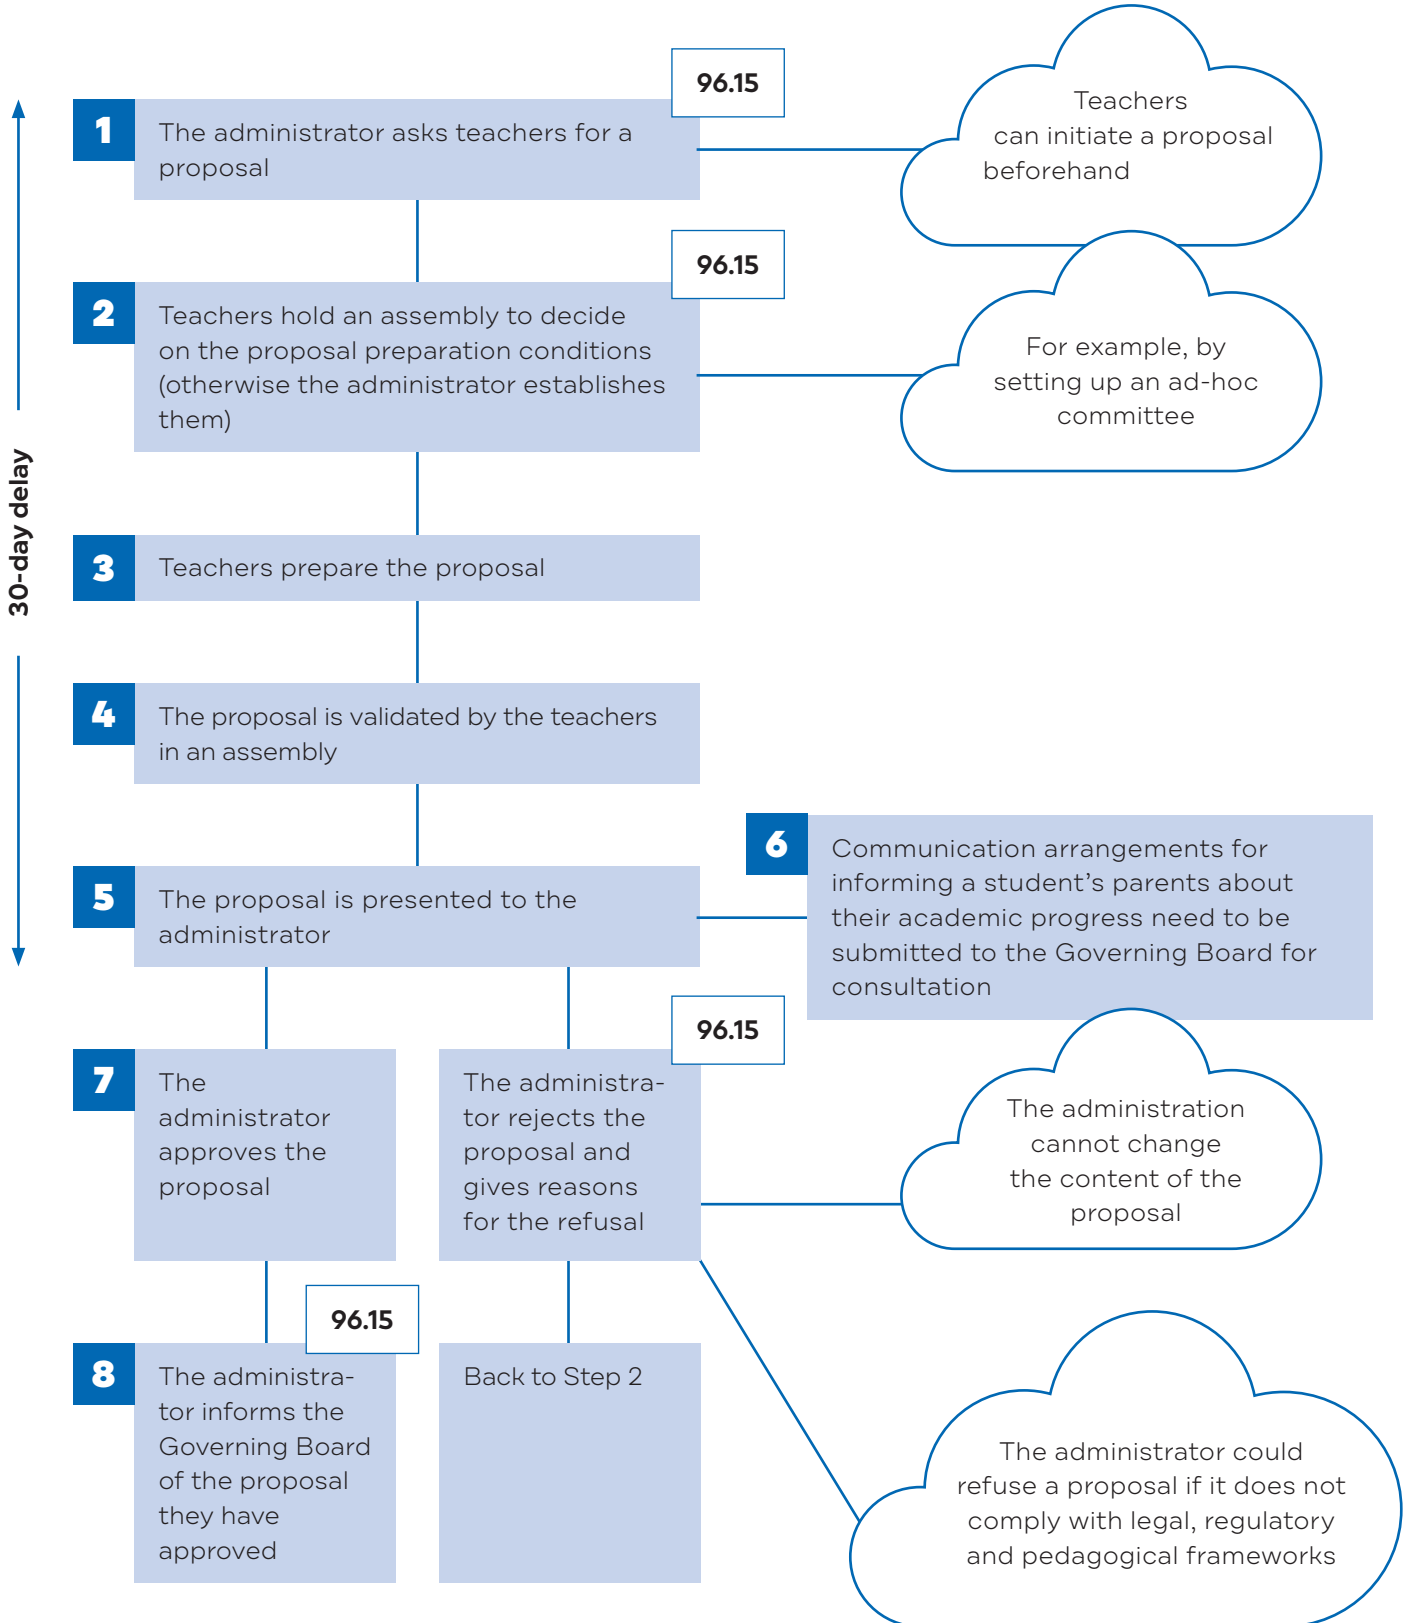 96.15
1
The administrator asks teachers for a
proposal
Teachers
can initiate a proposal
beforehand
96.15
2
Teachers hold an assembly to decide
on the proposal preparation conditions
(otherwise the administrator establishes
them)
For example, by
setting up an ad-hoc
committee
30-day delay
3
Teachers prepare the proposal
4
The proposal is validated by the teachers
in an assembly
5
The proposal is presented to the
administrator
6
Communication arrangements for
informing a student’s parents about
their academic progress need to be
submitted to the Governing Board for
consultation
7
The
administrator
approves the
proposal
96.15
The administra-
tor rejects the
proposal and
gives reasons
for the refusal
The administration
cannot change
the content of the
proposal
96.15
8
The administra-
tor informs the
Governing Board
of the proposal
they have
approved
Back to Step 2
The administrator could
refuse a proposal if it does not
comply with legal, regulatory
and pedagogical frameworks